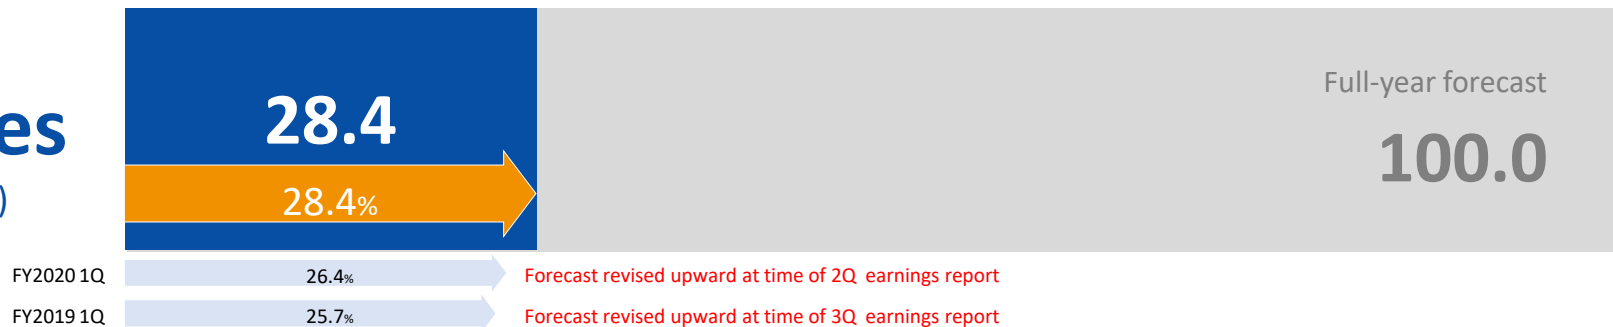 Full-year forecast
28.4
100.0
es
28.4%
)
FY2020 1Q 26.4% Forecast revised upward at time of 2Q earnings report
FY2019 1Q 25.7% Forecast revised upward at time of 3Q earnings report